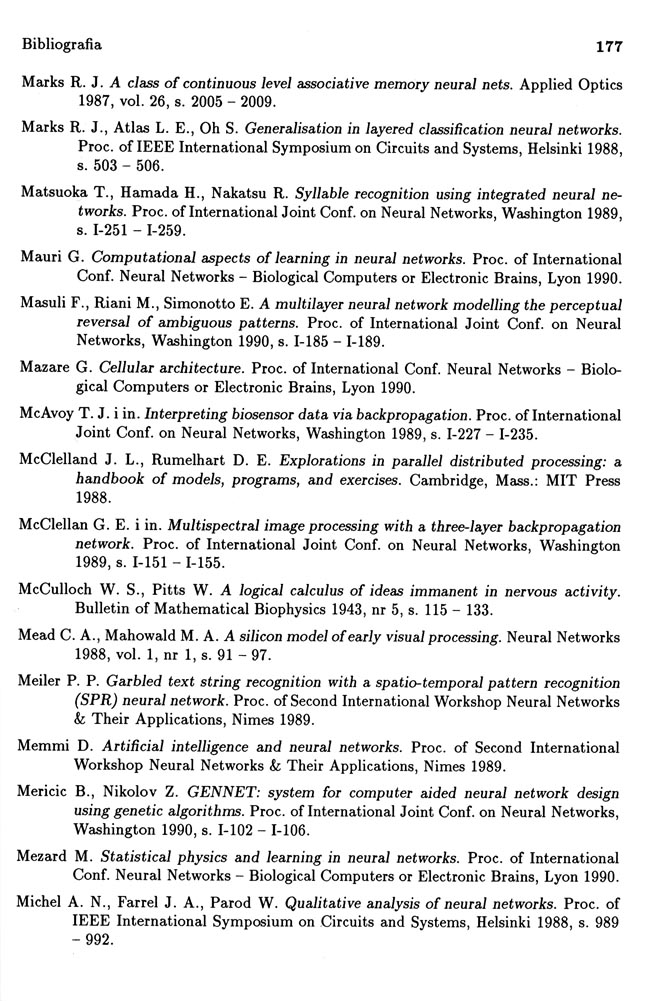 Bibliografia 177
Marks R. J. A class of continuous level associative memory neural nets. Applied Optics
1987, vol. 26, s. 2005 – 2009.
Marks R. J., Atlas L. E., Oh S. Generalisation in layered classification neural networks.
Proc. of IEEE International Symposium on Circuits and Systems, Helsinki 1988,
s. 503 – 506.
Matsuoka T., Hamada H., Nakatsu R. Syllable recognition using integrated neural ne-
tworks. Proc. of International Joint Conf. on Neural Networks, Washington 1989,
s. I-251 – I-259.
Mauri G. Computational aspects of learning in neural networks. Proc. of International
Conf. Neural Networks – Biological Computers or Electronic Brains, Lyon 1990.
Masuli F., Riani M., Simonotto E. A multilayer neural network modelling the perceptual
reversal of ambiguous patterns. Proc. of International Joint Conf. on Neural
Networks, Washington 1990, s. I-185 – I-189.
Mazare G. Cellular architecture. Proc. of International Conf. Neural Networks – Biolo-
gical Computers or Electronic Brains, Lyon 1990.
McAvoy T. J. i in. Interpreting biosensor data via backpropagation. Proc. of International
Joint Conf. on Neural Networks, Washington 1989, s. I-227 – I-235.
McClelland J. L., Rumelhart D. E. Explorations in parallel distributed processing: a
handbook of models, programs, and exercises. Cambridge, Mass.: MIT Press
1988.
McClellan G. E. i in. Multispectral image processing with a three-layer backpropagation
network. Proc. of International Joint Conf. on Neural Networks, Washington
1989, s. I-151 – I-155.
McCulloch W. S., Pitts W. A logical calculus of ideas immanent in nervous activity.
Bulletin of Mathematical Biophysics 1943, nr 5, s. 115 – 133.
Mead C. A., Mahowald M. A. A silicon model of early visual processing. Neural Networks
1988, vol. 1, nr 1, s. 91 – 97.
Meiler P. P. Garbled text string recognition with a spatio-temporal pattern recognition
(SPR) neural network. Proc. of Second International Workshop Neural Networks
& Their Applications, Nimes 1989.
Memmi D. Artificial intelligence and neural networks. Proc. of Second International
Workshop Neural Networks & Their Applications, Nimes 1989.
Mericic B., Nikolov Z. GENNET: system for computer aided neural network design
using genetic algorithms. Proc. of International Joint Conf. on Neural Networks,
Washington 1990, s. I-102 – I-106.
Mezard M. Statistical physics and learning in neural networks. Proc. of International
Conf. Neural Networks – Biological Computers or Electronic Brains, Lyon 1990.
Michel A. N., Farrel J. A., Parod W. Qualitative analysis of neural networks. Proc. of
IEEE International Symposium on Circuits and Systems, Helsinki 1988, s. 989
– 992.